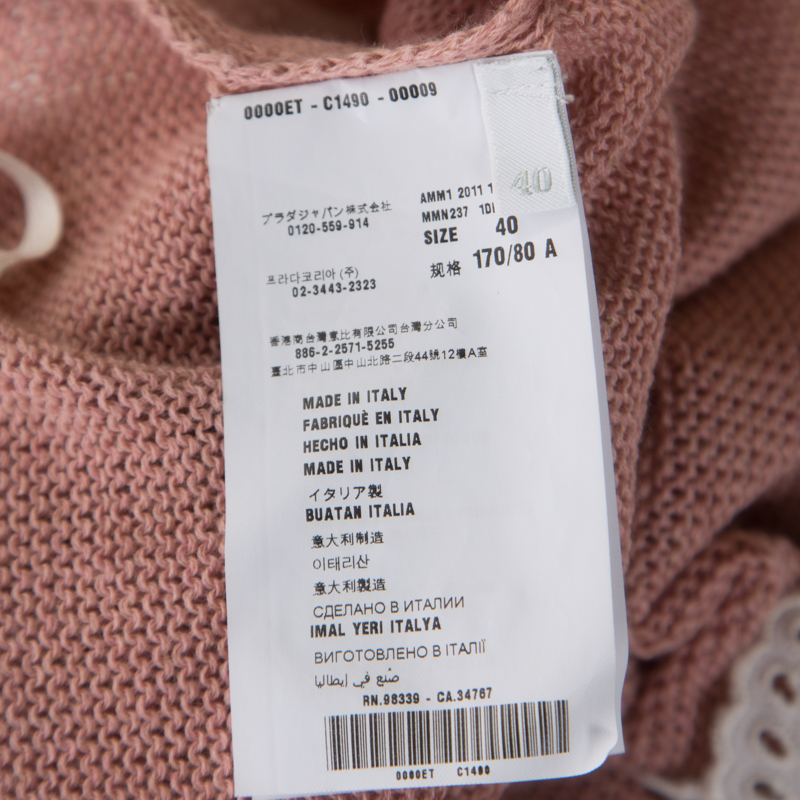 0000ET - C1490 - 00009
40
プラダジャパン株式会社
0120-559-914
AMM1 2011 1
MMN237 1D
SIZE 40
规格 170/80 A
프라다코리아 (주)
02-3443-2323
香港商台灣意比有限公司台灣分公司
886-2-2571-5255
臺北市中山區中山北路二段44號12樓A室
MADE IN ITALY
FABRIQUÈ EN ITALY
HECHO IN ITALIA
MADE IN ITALY
イタリア製
BUATAN ITALIA
意大利制造
이태리산
意大利製造
СДЕЛАНО В ИТАЛИИ
IMAL YERI ITALYA
ВИГОТОВЛЕНО В ІТАЛІЇ
صُنع في إيطاليا
RN.98339 - CA.34767
0000ET C1490